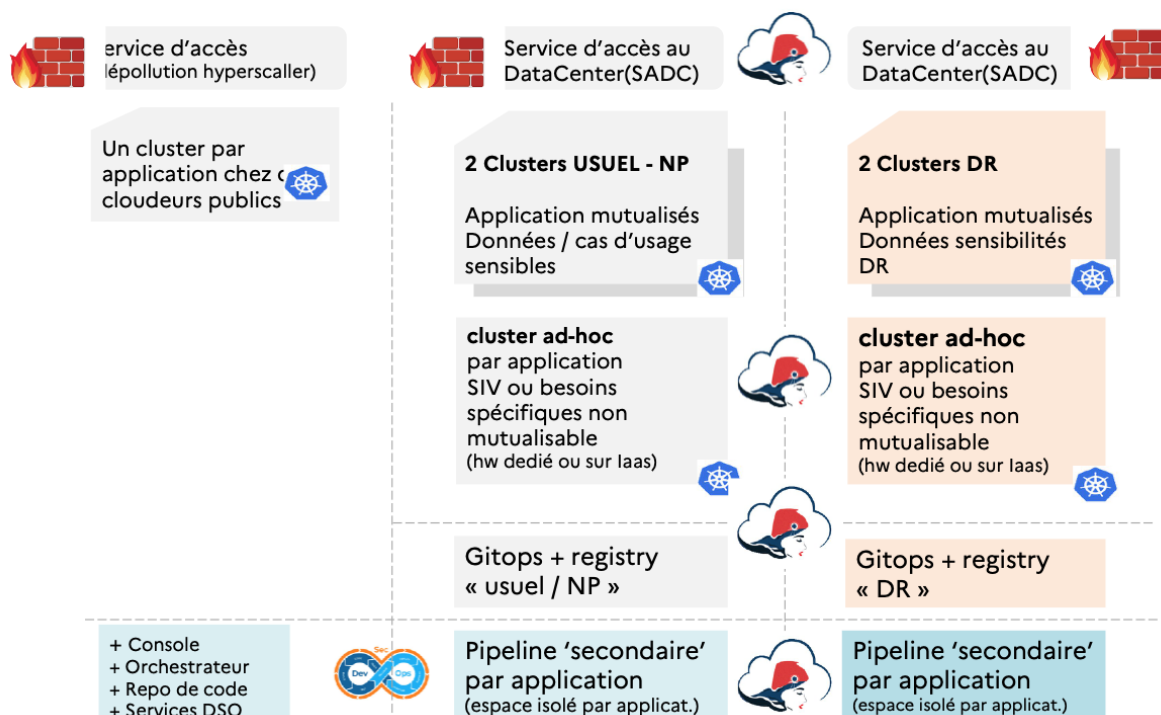 ervice d'accès
dépollution hyperscaller)
Service d'accès au
DataCenter(SADC)
Service d'accès au
DataCenter(SADC)
Un cluster par
application chez
cloudeurs publics
2 Clusters USUEL - NP
Application mutualisés
Données / cas d'usage
sensibles
2 Clusters DR
Application mutualisés
Données sensibilités
DR
cluster ad-hoc
par application
SIV ou besoins
spécifiques non
mutualisable
(hw dedié ou sur Iaas)
cluster ad-hoc
par application
SIV ou besoins
spécifiques non
mutualisable
(hw dedié ou sur Iaas)
Gitops + registry
« usuel / NP »
Gitops + registry
« DR »
+ Console
+ Orchestrateur
+ Repo de code
+ Services DSO
Sec
Dev
Ops
Pipeline 'secondaire'
par application
(espace isolé par applicat.)
Pipeline 'secondaire'
par application
(espace isolé par applicat.)